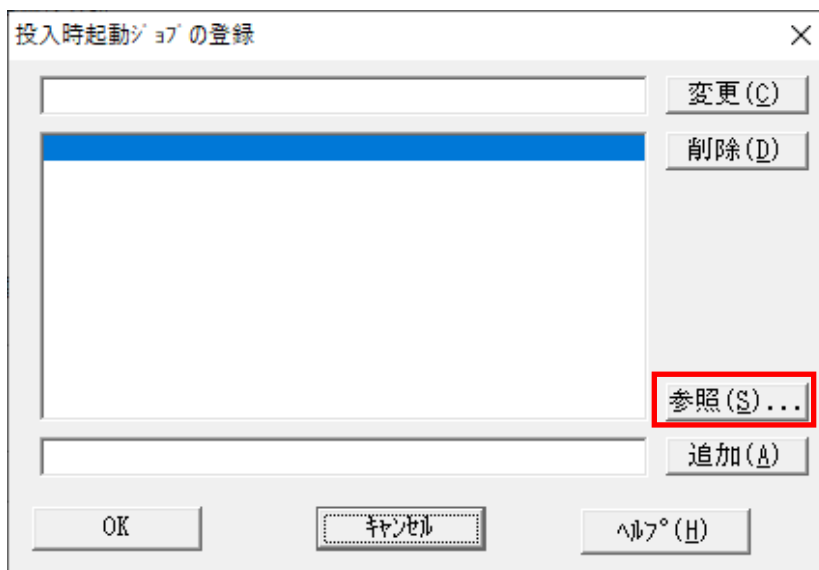 投入時起動ｼﾞｮﾌﾞの登録
変更(C)
削除(D)
参照(S)...
追加(A)
OK
ｷｬﾝｾﾙ
ﾍﾙﾌﾟ(H)